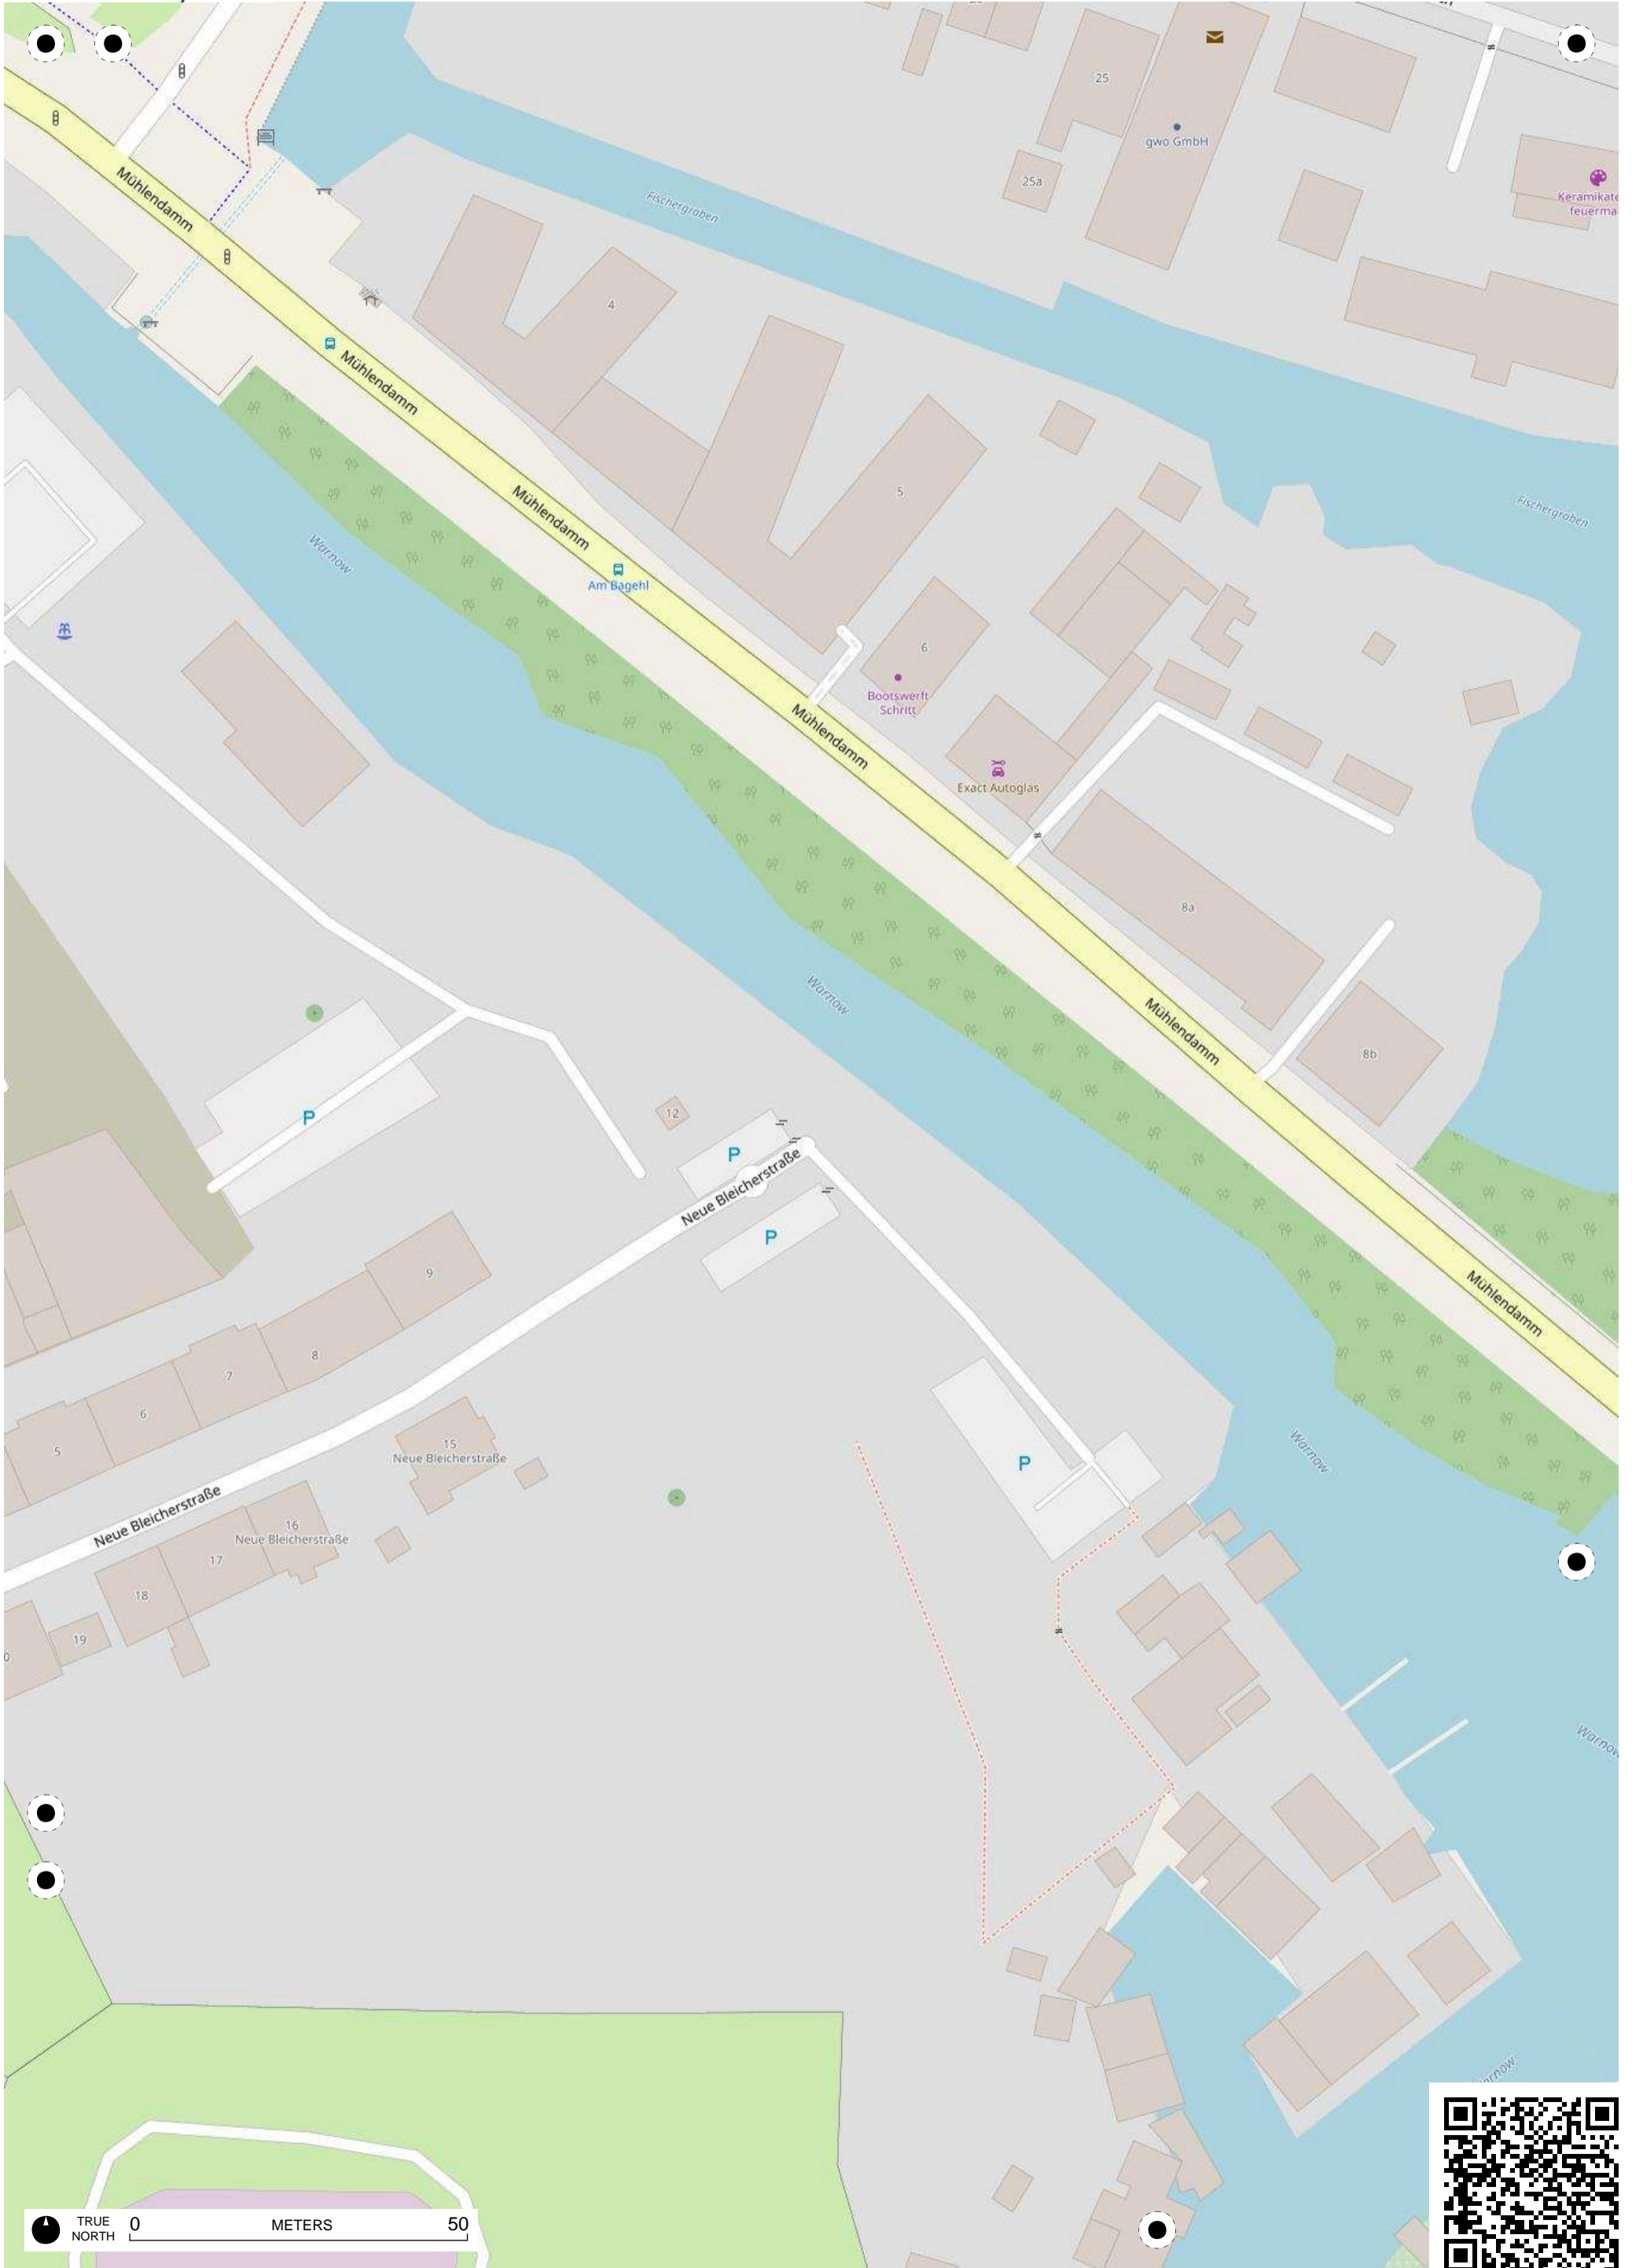 25
gwo GmbH
25a
Keramikate
feuerma
Mühlendamm
Fischergraben
4
Mühlendamm
5
Mühlendamm
Fischergraben
Warnow
Am Bagehl
6
Bootswerft
Schritt
Mühlendamm
Exact Autoglas
8a
Warnow
Mühlendamm
8b
P
12
P
Neue Bleicherstraße
P
9
Mühlendamm
8
7
6
5
15
Neue Bleicherstraße
P
Warnow
Neue Bleicherstraße
16
Neue Bleicherstraße
17
18
19
0
Warnow
arnow
TRUE
NORTH
0 METERS 50